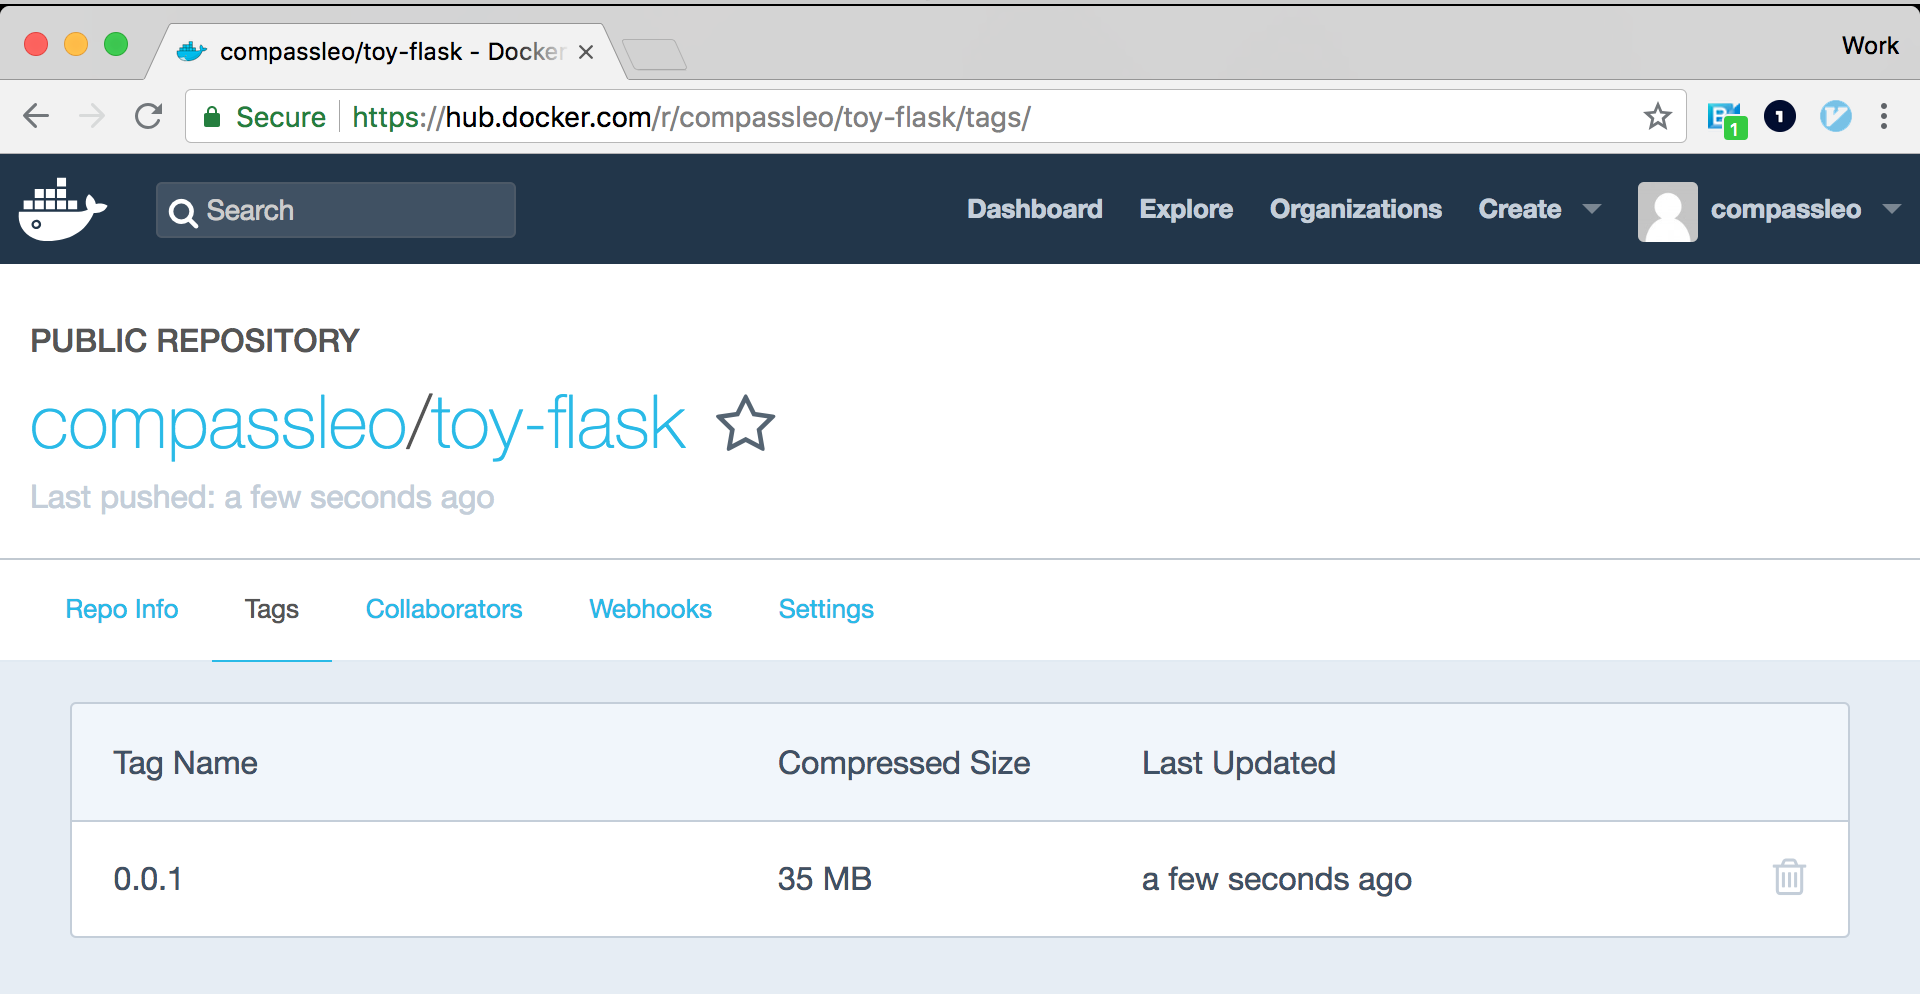 compassleo/toy-flask - Docker
Work
Secure https://hub.docker.com/r/compassleo/toy-flask/tags/
1
1
Search
Dashboard Explore Organizations Create compassleo
PUBLIC REPOSITORY
compassleo/toy-flask
Last pushed: a few seconds ago
Repo Info Tags Collaborators Webhooks Settings
Tag Name Compressed Size Last Updated
0.0.1 35 MB a few seconds ago